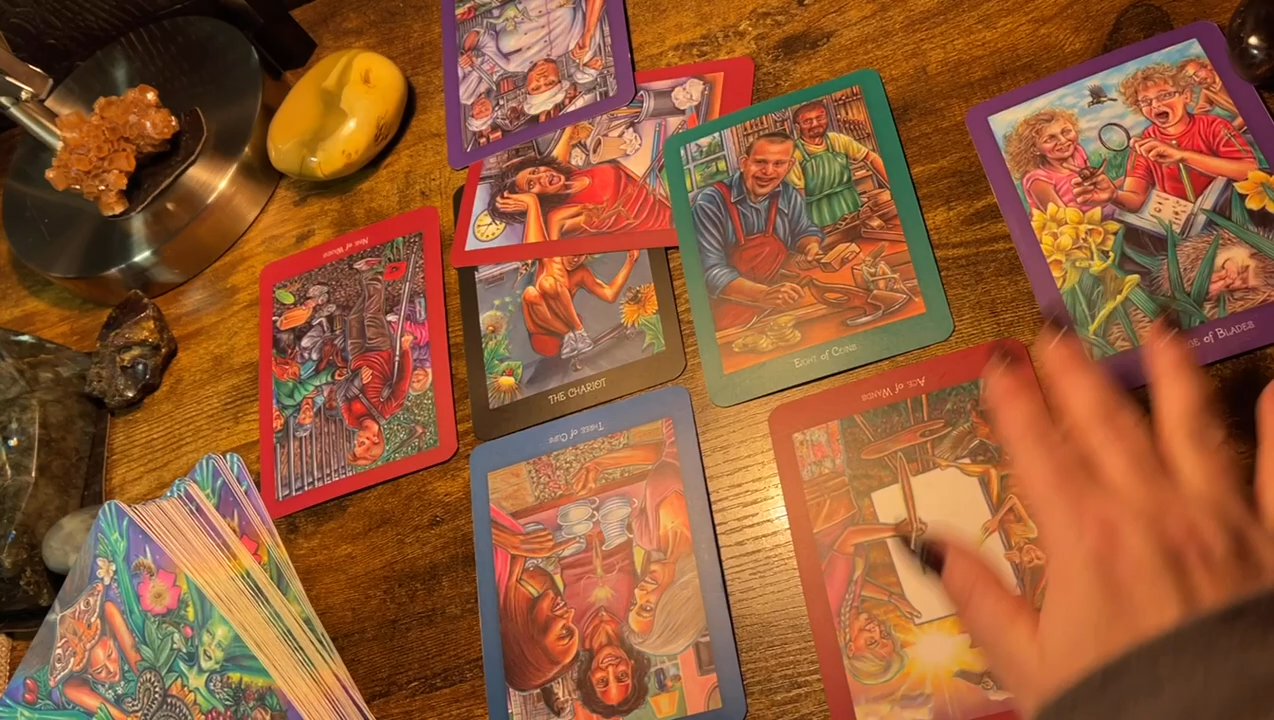 Nine of Wands
THE CHARIOT
Eight of Coins
of Blades
Three of Cups
Ace of Wands